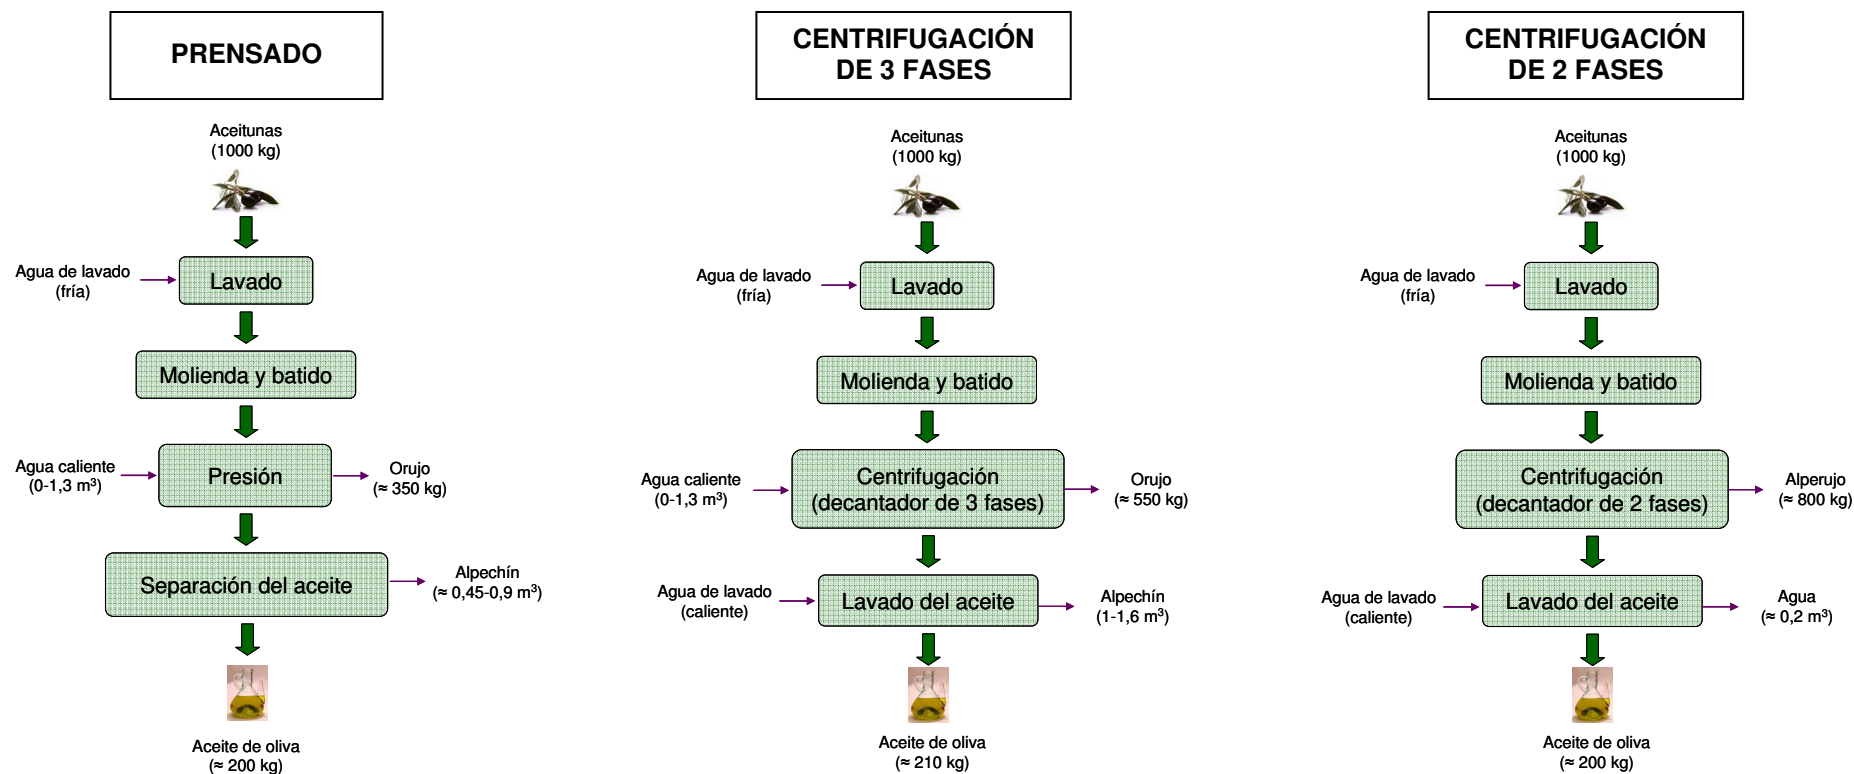 PRENSADO
Aceitunas
(1000 kg)
Agua de lavado
(fría)
Lavado
Molienda y batido
Agua caliente
(0-1,3 m³)
Presión
Orujo
(≈ 350 kg)
Separación del aceite
Alpechín
(≈ 0,45-0,9 m³)
Aceite de oliva
(≈ 200 kg)
CENTRIFUGACIÓN
DE 3 FASES
Aceitunas
(1000 kg)
Agua de lavado
(fría)
Lavado
Molienda y batido
Agua caliente
(0-1,3 m³)
Centrifugación
(decantador de 3 fases)
Orujo
(≈ 550 kg)
Agua de lavado
(caliente)
Lavado del aceite
Alpechín
(1-1,6 m³)
Aceite de oliva
(≈ 210 kg)
CENTRIFUGACIÓN
DE 2 FASES
Aceitunas
(1000 kg)
Agua de lavado
(fría)
Lavado
Molienda y batido
Centrifugación
(decantador de 2 fases)
Alperujo
(≈ 800 kg)
Agua de lavado
(caliente)
Lavado del aceite
Agua
(≈ 0,2 m³)
Aceite de oliva
(≈ 200 kg)